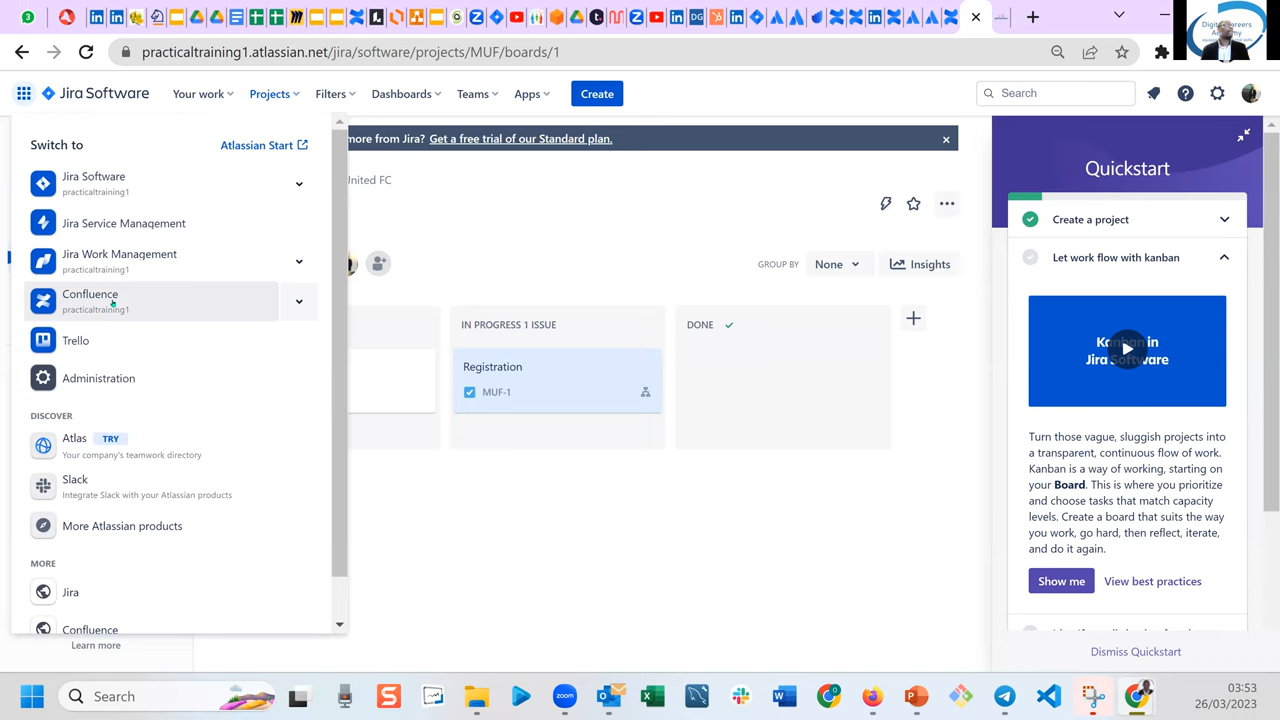 practicaltraining1.atlassian.net/jira/software/projects/MUF/boards/1
Jira Software
Your work
Projects
Filters
Dashboards
Teams
Apps
Create
Search
Switch to
Atlassian Start
Jira Software
practicaltraining1
Jira Service Management
Jira Work Management
practicaltraining1
Confluence
practicaltraining1
Trello
Administration
DISCOVER
Atlas TRY
Your company's teamwork directory
Slack
Integrate Slack with your Atlassian products
More Atlassian products
MORE
Jira
Confluence
Learn more
more from Jira? Get a free trial of our Standard plan.
United FC
GROUP BY None
Insights
IN PROGRESS 1 ISSUE
Registration
MUF-1
DONE
Quickstart
Create a project
Let work flow with kanban
Kanban in
Jira Software
Turn those vague, sluggish projects into
a transparent, continuous flow of work.
Kanban is a way of working, starting on
your Board. This is where you prioritize
and choose tasks that match capacity
levels. Create a board that suits the way
you work, go hard, then reflect, iterate,
and do it again.
Show me
View best practices
Dismiss Quickstart
Search
zoom
03:53
26/03/2023